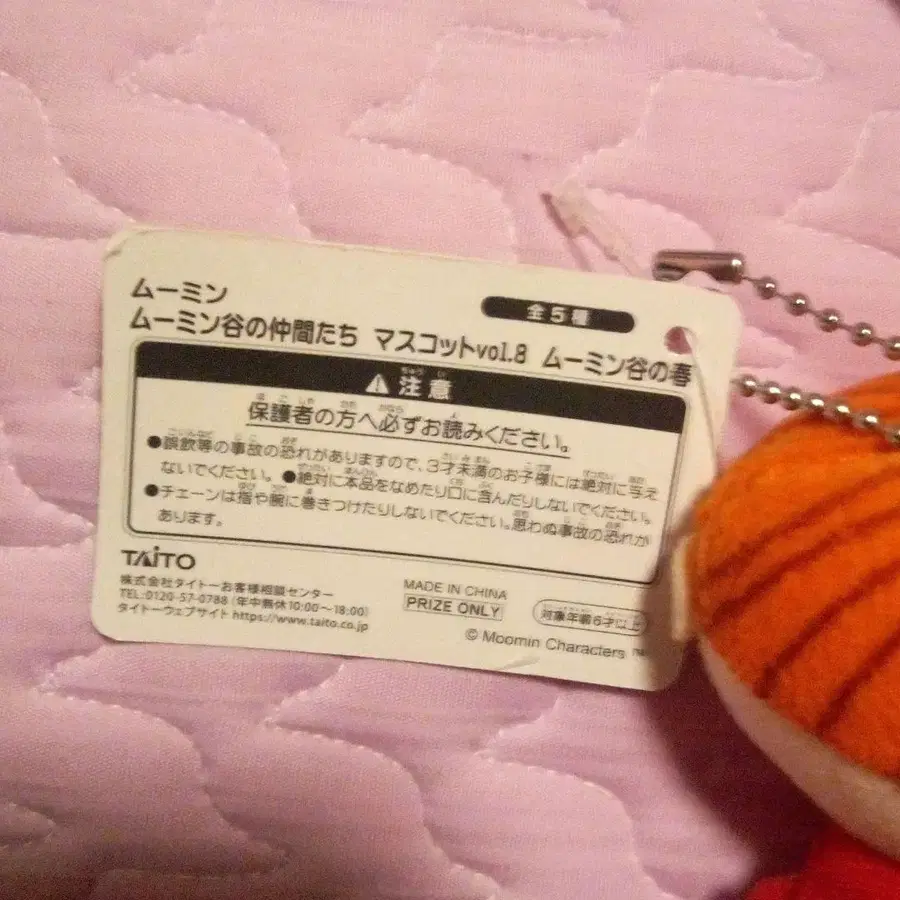 ムーミン
全5種
ムーミン谷の仲間たち マスコットvol.8 ムーミン谷の春
⚠注意
保護者の方へ必ずお読みください。
●誤飲等の事故の恐れがありますので、3才未満のお子様には絶対に与え
ないでください。●絶対に本品をなめたり口に含んだりしないでください。
●チェーンは指や腕に巻きつけたりしないでください。思わぬ事故の恐れが
あります。
TAITO
株式会社タイトーお客様相談センター
TEL:0120-57-0788 (年中無休10:00~18:00)
タイトーウェブサイト https://www.taito.co.jp
MADE IN CHINA
PRIZE ONLY
対象年齢6才以上
© Moomin Characters ™